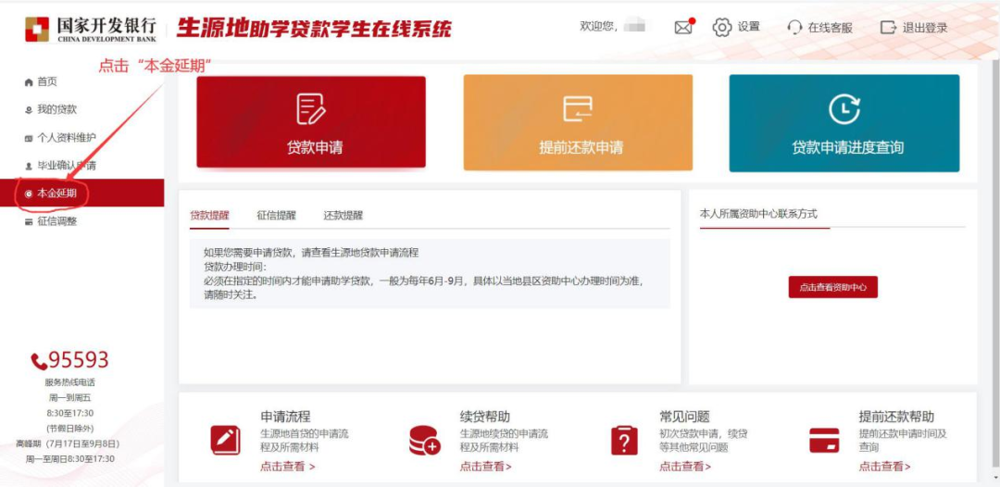 国家开发银行
CHINA DEVELOPMENT BANK
生源地助学贷款学生在线系统
欢迎您,
设置
在线客服
退出登录
点击“本金延期”
首页
我的贷款
个人资料维护
毕业确认申请
本金延期
征信调整
贷款申请
提前还款申请
贷款申请进度查询
贷款提醒
征信提醒
还款提醒
如果您需要申请贷款，请查看生源地贷款申请流程
贷款办理时间：
必须在指定的时间内才能申请助学贷款，一般为每年6月-9月，具体以当地县区资助中心办理时间为准，
请随时关注。
本人所属资助中心联系方式
点击查看资助中心
95593
服务热线电话
周一到周五
8:30至17:30
(节假日除外)
高峰期（7月17日至9月8日）
周一至周日8:30至17:30
申请流程
生源地首贷的申请流
程及所需材料
点击查看 >
续贷帮助
生源地续贷的申请流
程及所需材料
点击查看>
常见问题
初次贷款申请，续贷
等其他常见问题
点击查看>
提前还款帮助
提前还款申请时间及
查询
点击查看>